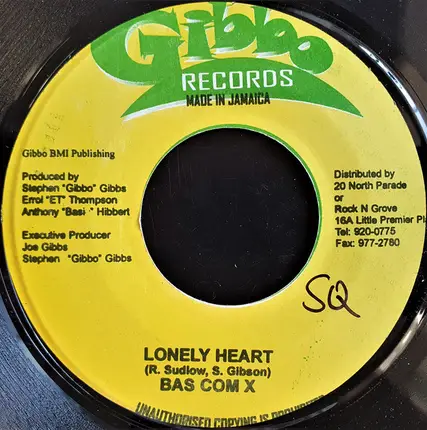 Gibbo
RECORDS
MADE IN JAMAICA
Gibbo BMI Publishing
Produced by
Stephen "Gibbo" Gibbs
Errol "ET" Thompson
Anthony "Basi " Hibbert
Executive Producer
Joe Gibbs
Stephen "Gibbo" Gibbs
Distributed by
20 North Parade
or
Rock N Grove
16A Little Premier Pl
Tel: 920-0775
Fax: 977-2780
SQ
LONELY HEART
(R. Sudlow, S. Gibson)
BAS COM X
UNAUTHORISED COPYING IS